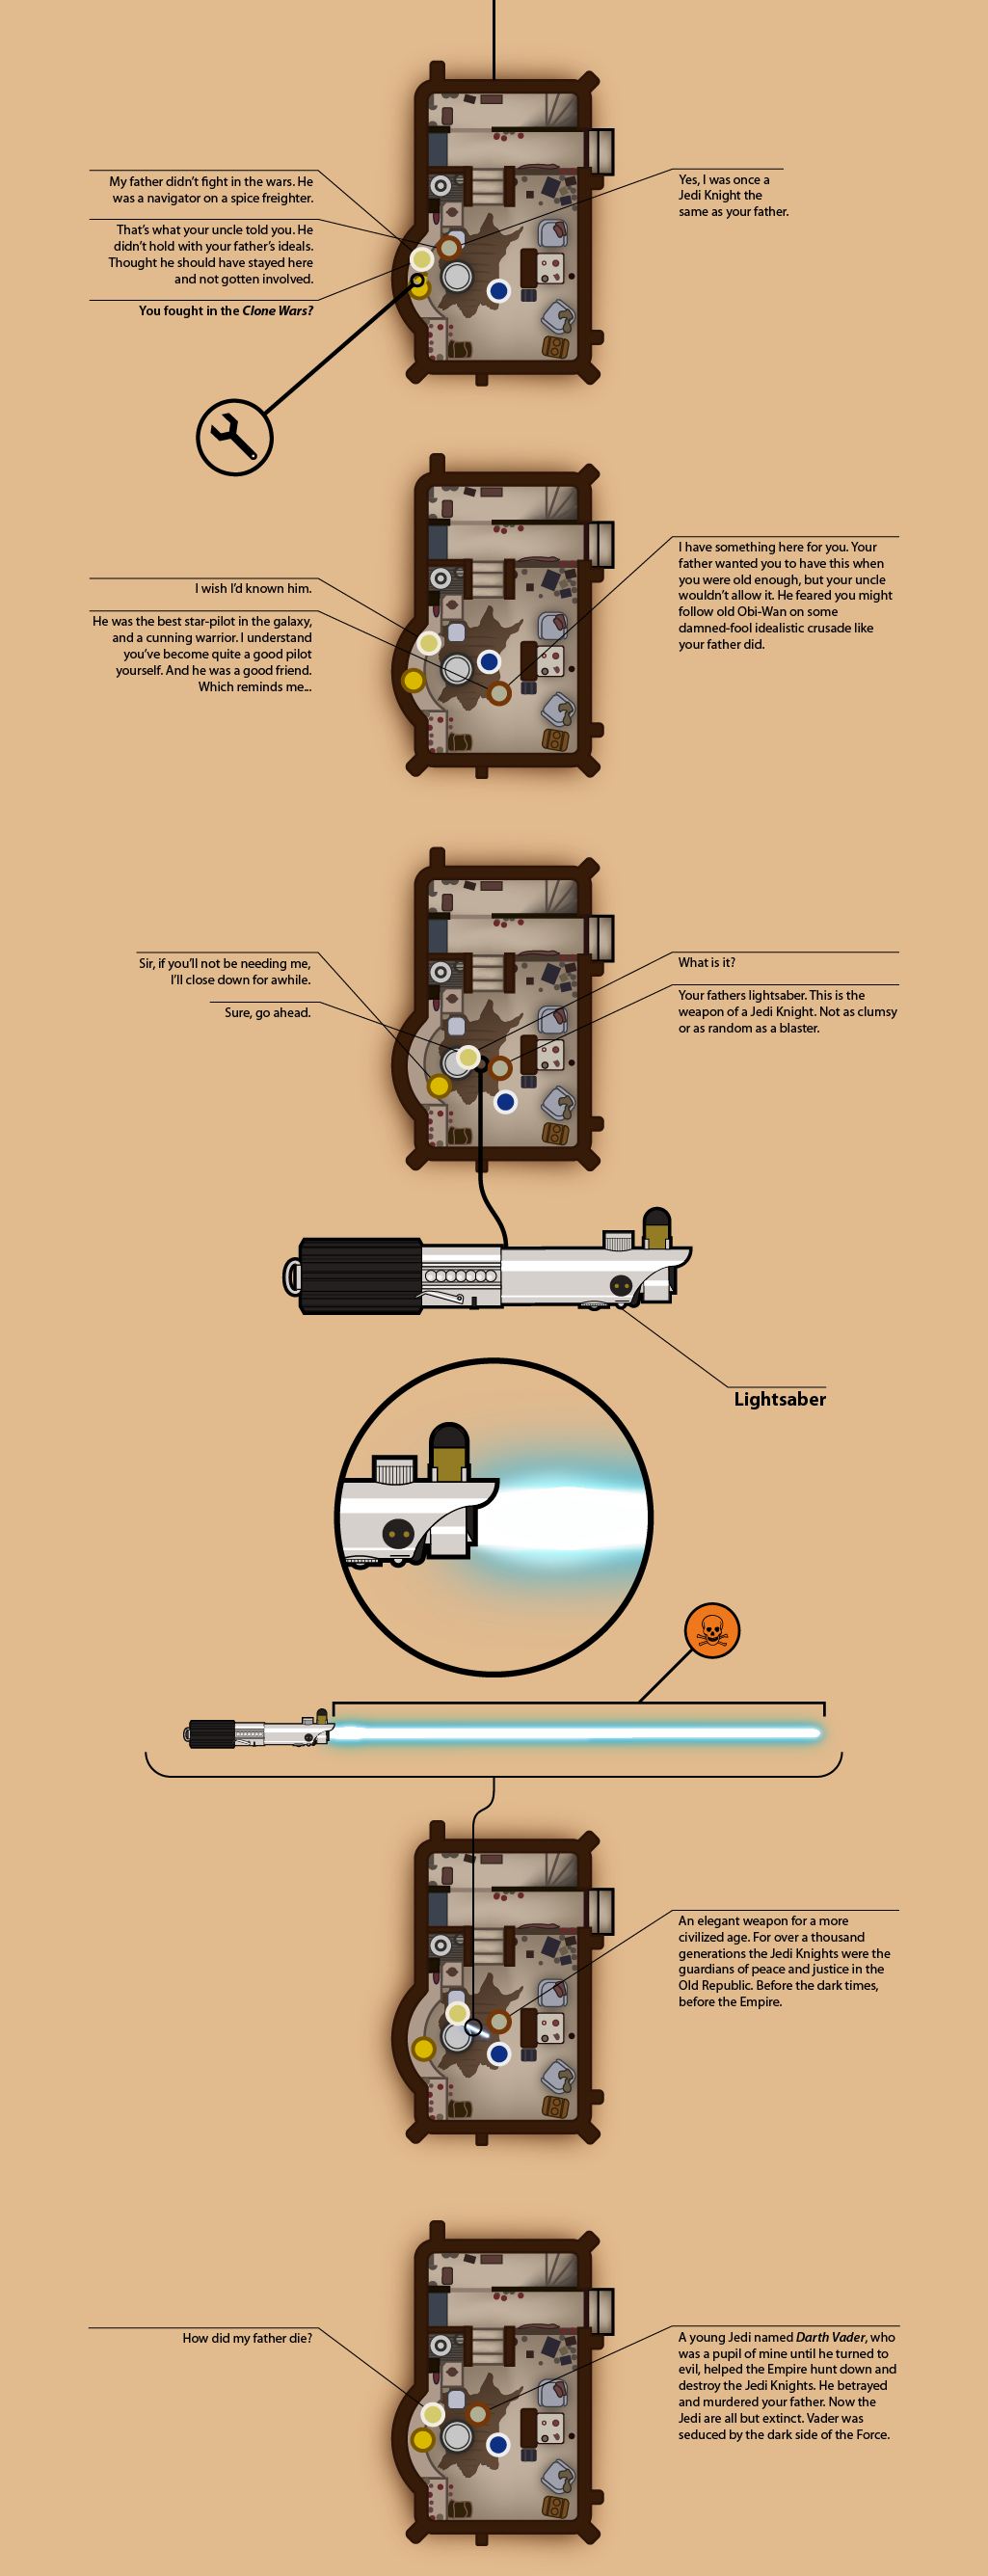 My father didn't fight in the wars. He
was a navigator on a spice freighter.
That's what your uncle told you. He
didn't hold with your father's ideals.
Thought he should have stayed here
and not gotten involved.
You fought in the Clone Wars?
Yes, I was once a
Jedi Knight the
same as your father.
I wish I'd known him.
He was the best star-pilot in the galaxy,
and a cunning warrior. I understand
you've become quite a good pilot
yourself. And he was a good friend.
Which reminds me...
I have something here for you. Your
father wanted you to have this when
you were old enough, but your uncle
wouldn't allow it. He feared you might
follow old Obi-Wan on some
damned-fool idealistic crusade like
your father did.
Sir, if you'll not be needing me,
I'll close down for awhile.
Sure, go ahead.
What is it?
Your fathers lightsaber. This is the
weapon of a Jedi Knight. Not as clumsy
or as random as a blaster.
Lightsaber
An elegant weapon for a more
civilized age. For over a thousand
generations the Jedi Knights were the
guardians of peace and justice in the
Old Republic. Before the dark times,
before the Empire.
How did my father die?
A young Jedi named Darth Vader, who
was a pupil of mine until he turned to
evil, helped the Empire hunt down and
destroy the Jedi Knights. He betrayed
and murdered your father. Now the
Jedi are all but extinct. Vader was
seduced by the dark side of the Force.